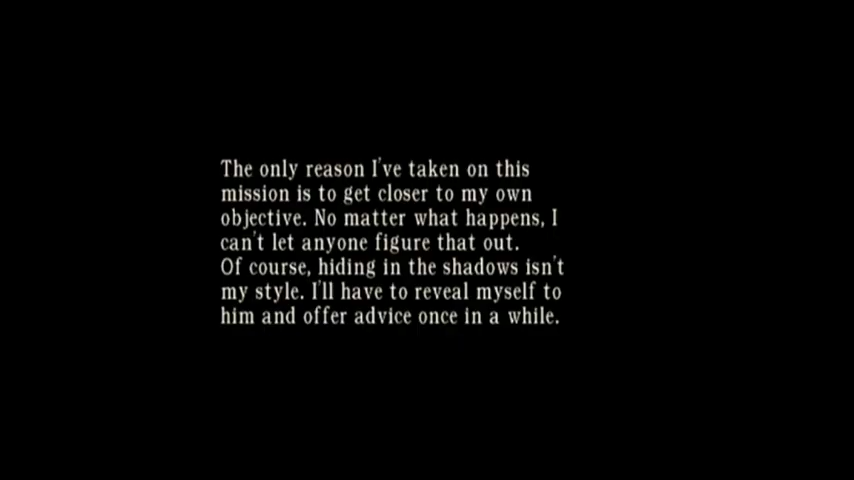 The only reason I've taken on this
mission is to get closer to my own
objective. No matter what happens, I
can't let anyone figure that out.
Of course, hiding in the shadows isn't
my style. I'll have to reveal myself to
him and offer advice once in a while.